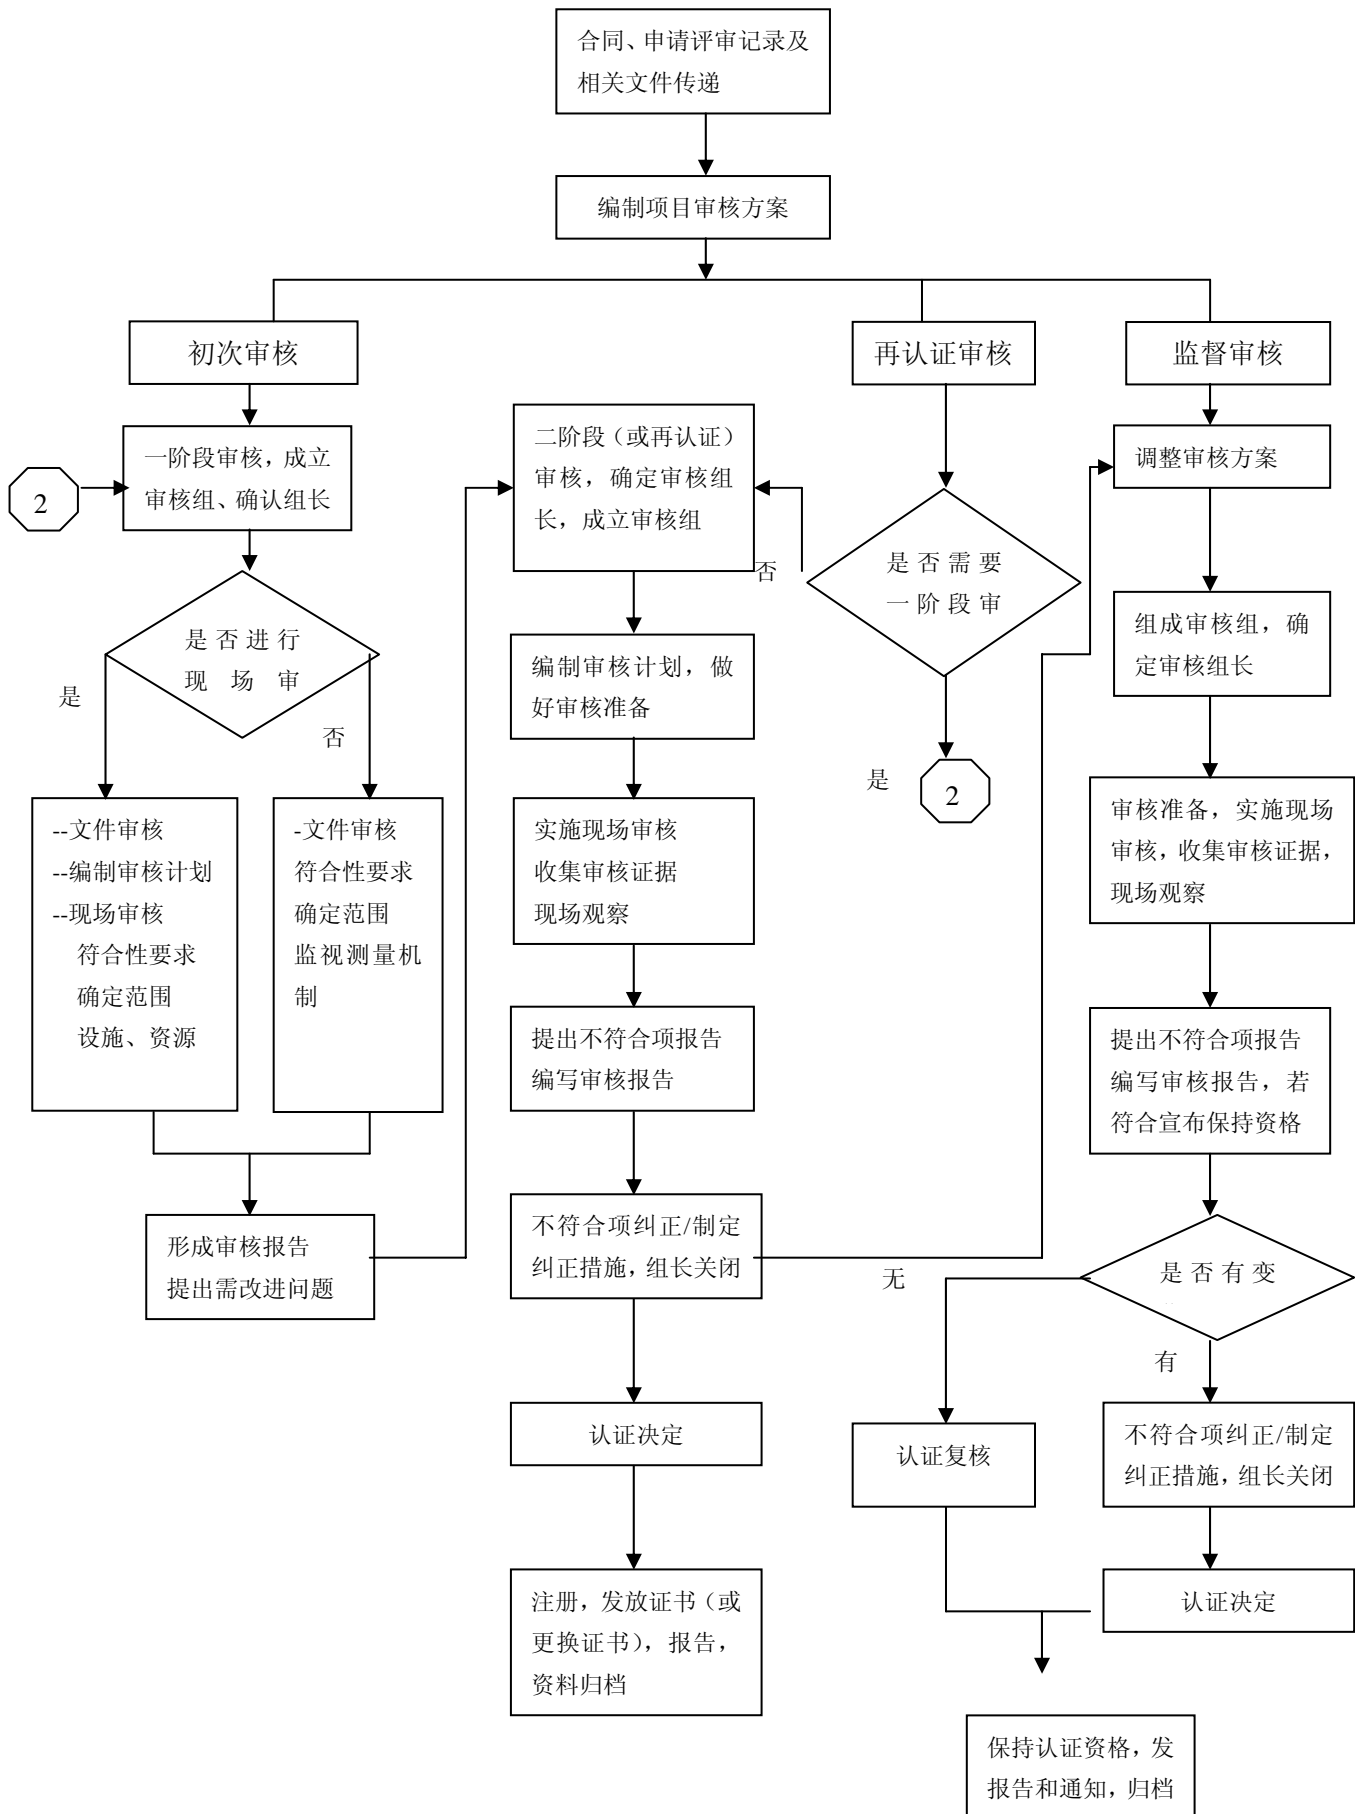 合同、申请评审记录及
相关文件传递
编制项目审核方案
初次审核
再认证审核
监督审核
一阶段审核，成立
审核组、确认组长
2
二阶段（或再认证）
审核，确定审核组
长，成立审核组
调整审核方案
否
是否需要
一阶段审
是否进行
现场审
是
否
编制审核计划，做
好审核准备
组成审核组，确
定审核组长
是
2
--文件审核
--编制审核计划
--现场审核
符合性要求
确定范围
设施、资源
-文件审核
符合性要求
确定范围
监视测量机
制
实施现场审核
收集审核证据
现场观察
审核准备，实施现场
审核，收集审核证据，
现场观察
提出不符合项报告
编写审核报告
提出不符合项报告
编写审核报告，若
符合宣布保持资格
形成审核报告
提出需改进问题
不符合项纠正/制定
纠正措施，组长关闭
无
是否有变
有
认证决定
认证复核
不符合项纠正/制定
纠正措施，组长关闭
注册，发放证书（或
更换证书），报告，
资料归档
认证决定
保持认证资格，发
报告和通知，归档